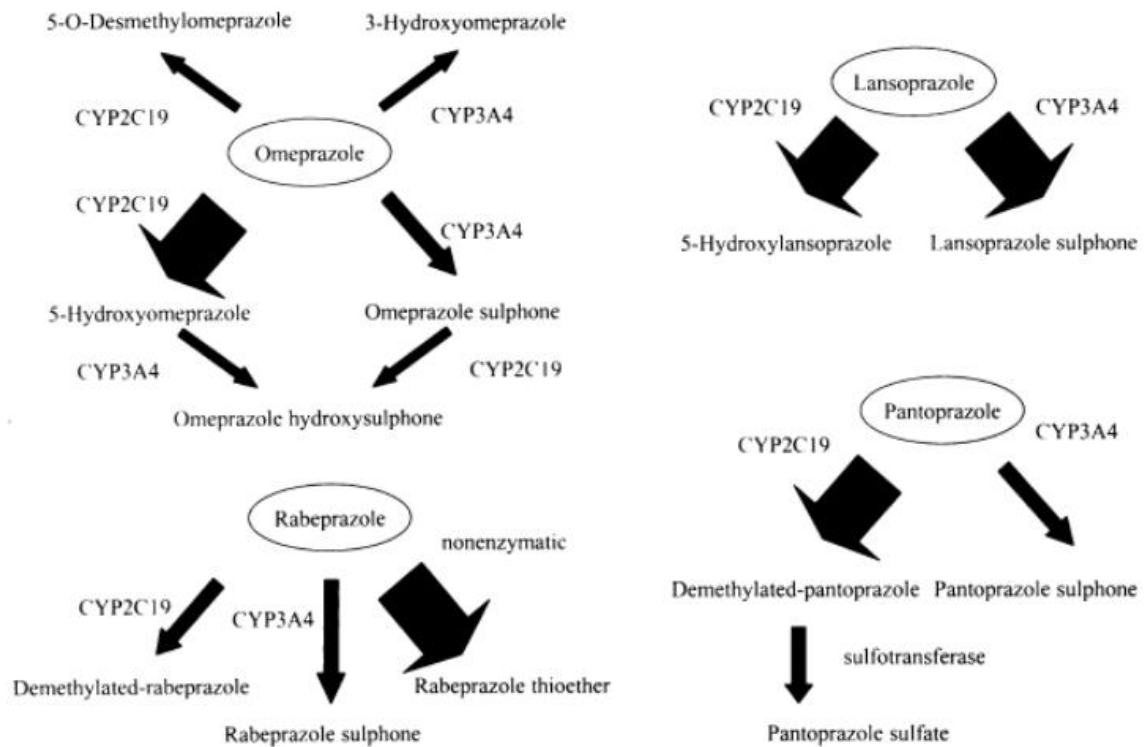 5-O-Desmethylomeprazole
3-Hydroxyomeprazole
CYP2C19
CYP3A4
Omeprazole
CYP2C19
CYP3A4
5-Hydroxyomeprazole
Omeprazole sulphone
CYP3A4
CYP2C19
Omeprazole hydroxysulphone
Lansoprazole
CYP2C19
CYP3A4
5-Hydroxylansoprazole
Lansoprazole sulphone
Rabeprazole
nonenzymatic
CYP2C19
CYP3A4
Demethylated-rabeprazole
Rabeprazole thioether
Rabeprazole sulphone
Pantoprazole
CYP2C19
CYP3A4
Demethylated-pantoprazole
Pantoprazole sulphone
sulfotransferase
Pantoprazole sulfate